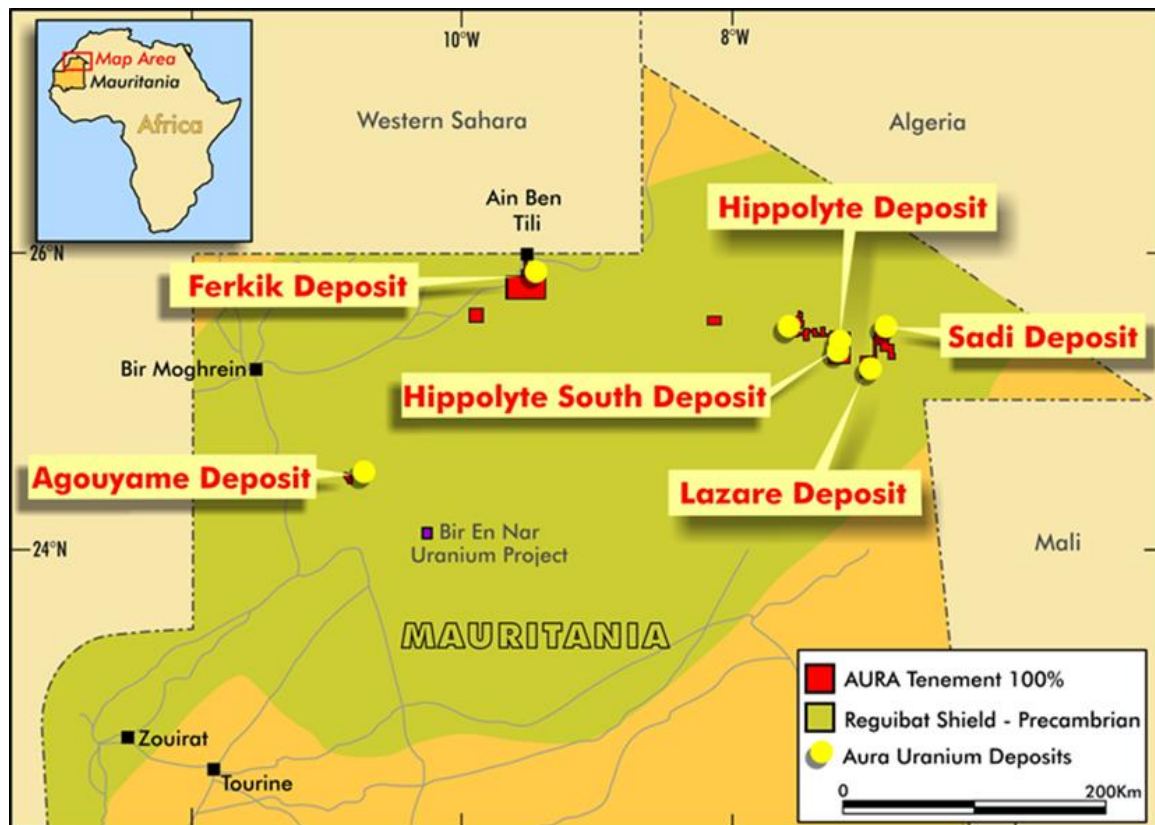 Map Area
Mauritania
Africa
10°W
8°W
Western Sahara
Algeria
Ain Ben
Tili
Hippolyte Deposit
26°N
Ferkik Deposit
Sadi Deposit
Bir Moghrein
Hippolyte South Deposit
Agouyame Deposit
Lazare Deposit
Bir En Nar
Uranium Project
24°N
Mali
MAURITANIA
AURA Tenement 100%
Reguibat Shield - Precambrian
Aura Uranium Deposits
0
200Km
Zouirat
Tourine